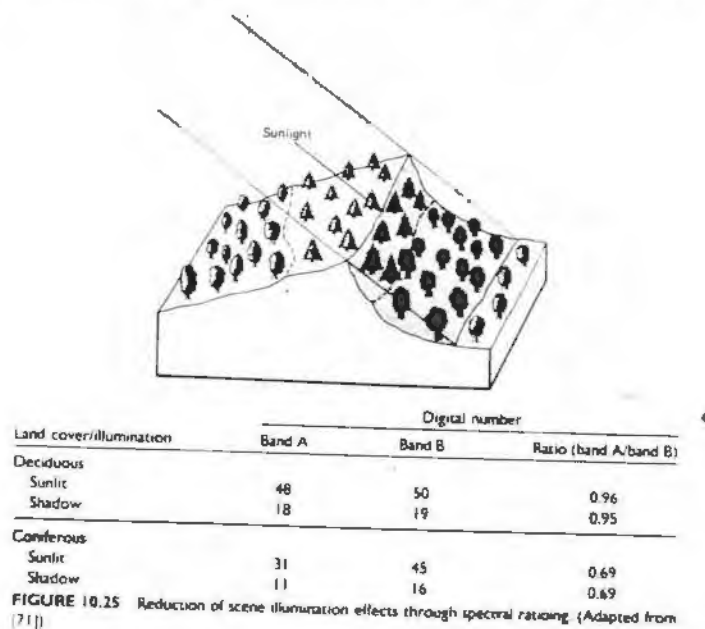 Sunlight
Digital number
Land cover/illumination Band A Band B Ratio (band A/band B)
Deciduous
Sunlit 48 50 0.96
Shadow 18 19 0.95
Coniferous
Sunlit 31 45 0.69
Shadow 11 16 0.69
FIGURE 10.25 Reduction of scene illumination effects through spectral ratioing. (Adapted from
[71])